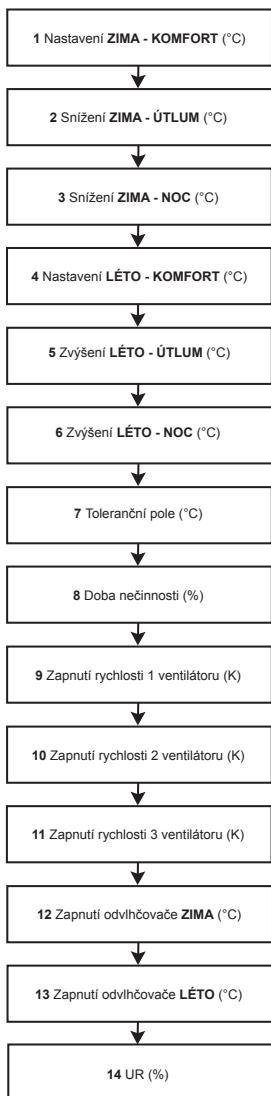 1 Nastavení ZIMA - KOMFORT (°C)
2 Snížení ZIMA - ÚTLUM (°C)
3 Snížení ZIMA - NOC (°C)
4 Nastavení LÉTO - KOMFORT (°C)
5 Zvýšení LÉTO - ÚTLUM (°C)
6 Zvýšení LÉTO - NOC (°C)
7 Toleranční pole (°C)
8 Doba nečinnosti (%)
9 Zapnutí rychlosti 1 ventilátoru (K)
10 Zapnutí rychlosti 2 ventilátoru (K)
11 Zapnutí rychlosti 3 ventilátoru (K)
12 Zapnutí odvlhčovače ZIMA (°C)
13 Zapnutí odvlhčovače LÉTO (°C)
14 UR (%)